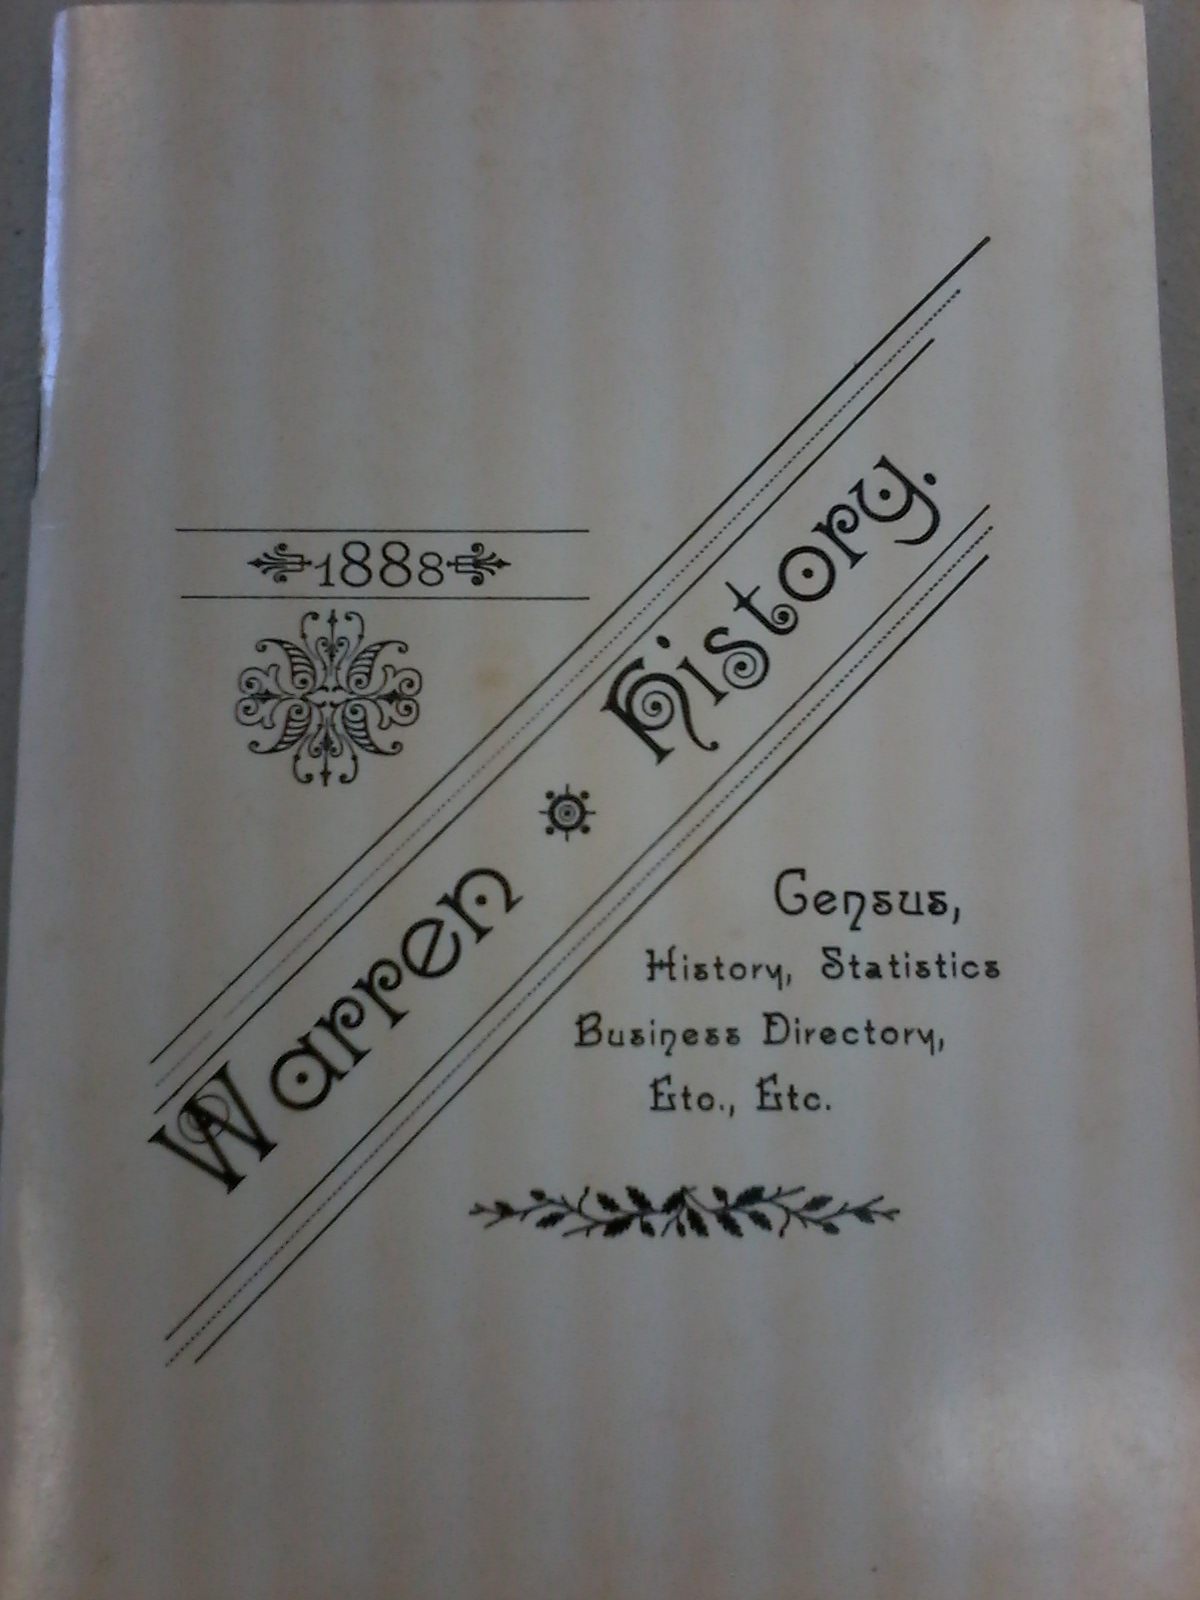 1888
Warren History.
Census,
History, Statistics
Business Directory,
Etc., Etc.